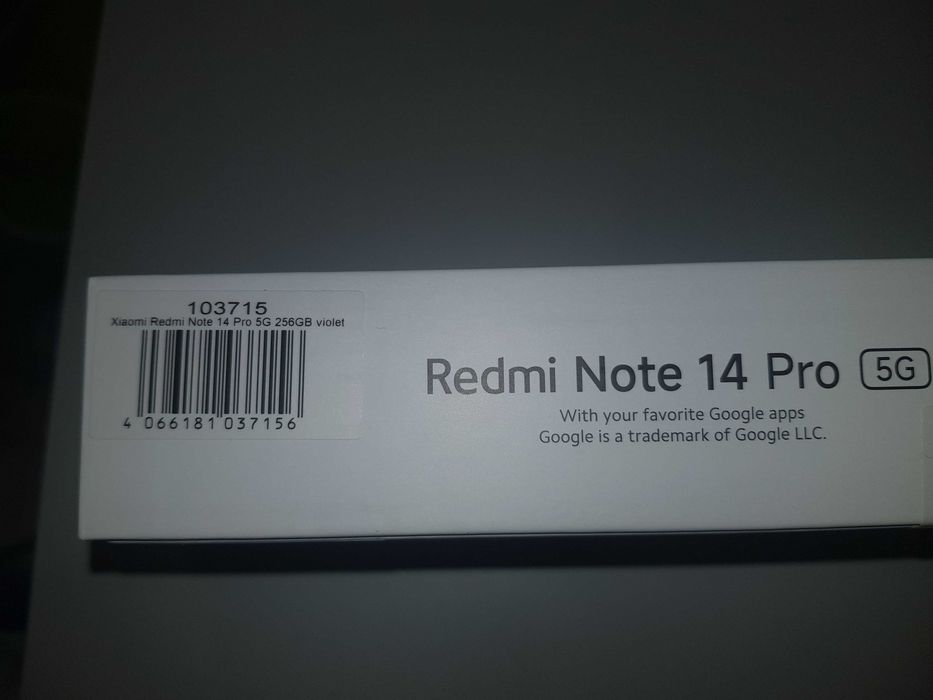 103715
Xiaomi Redmi Note 14 Pro 5G 256GB violet
4 066181 037156
Redmi Note 14 Pro 5G
With your favorite Google apps
Google is a trademark of Google LLC.